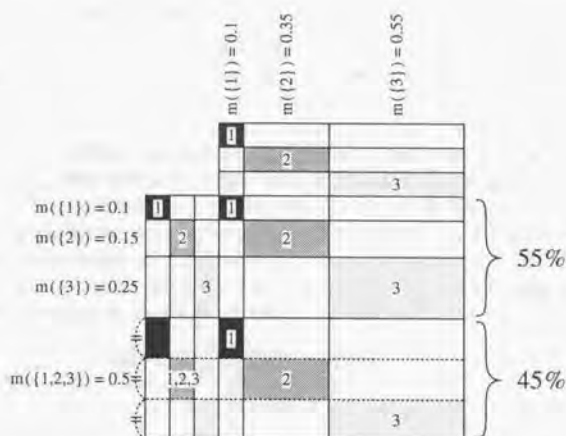 m({1}) = 0.1
m({2}) = 0.35
m({3}) = 0.55
1
2
3
m({1}) = 0.1
1
1
m({2}) = 0.15
2
2
55%
m({3}) = 0.25
3
3
1
m({1,2,3}) = 0.5
1,2,3
2
45%
3